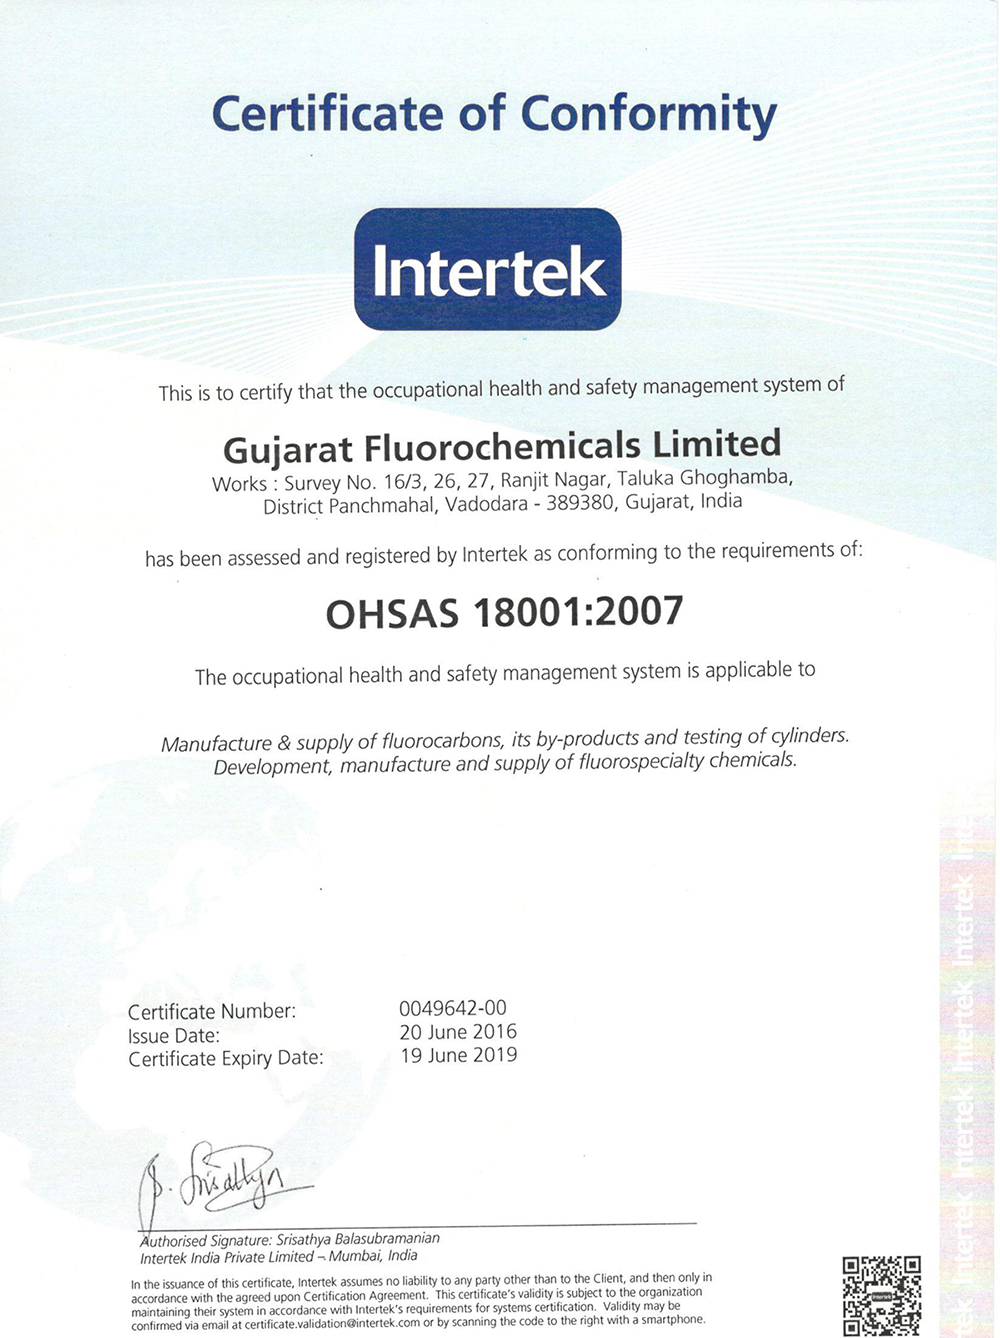 Certificate of Conformity
Intertek
This is to certify that the occupational health and safety management system of
Gujarat Fluorochemicals Limited
Works : Survey No. 16/3, 26, 27, Ranjit Nagar, Taluka Ghoghamba,
District Panchmahal, Vadodara - 389380, Gujarat, India
has been assessed and registered by Intertek as conforming to the requirements of:
OHSAS 18001:2007
The occupational health and safety management system is applicable to
Manufacture & supply of fluorocarbons, its by-products and testing of cylinders.
Development, manufacture and supply of fluorospecialty chemicals.
Certificate Number: 0049642-00
Issue Date: 20 June 2016
Certificate Expiry Date: 19 June 2019
Authorised Signature: Srisathya Balasubramanian
Intertek India Private Limited – Mumbai, India
In the issuance of this certificate, Intertek assumes no liability to any party other than to the Client, and then only in
accordance with the agreed upon Certification Agreement. This certificate's validity is subject to the organization
maintaining their system in accordance with Intertek's requirements for systems certification. Validity may be
confirmed via email at certificate.validation@intertek.com or by scanning the code to the right with a smartphone.
Intertek
Intertek Intertek Intertek Intertek